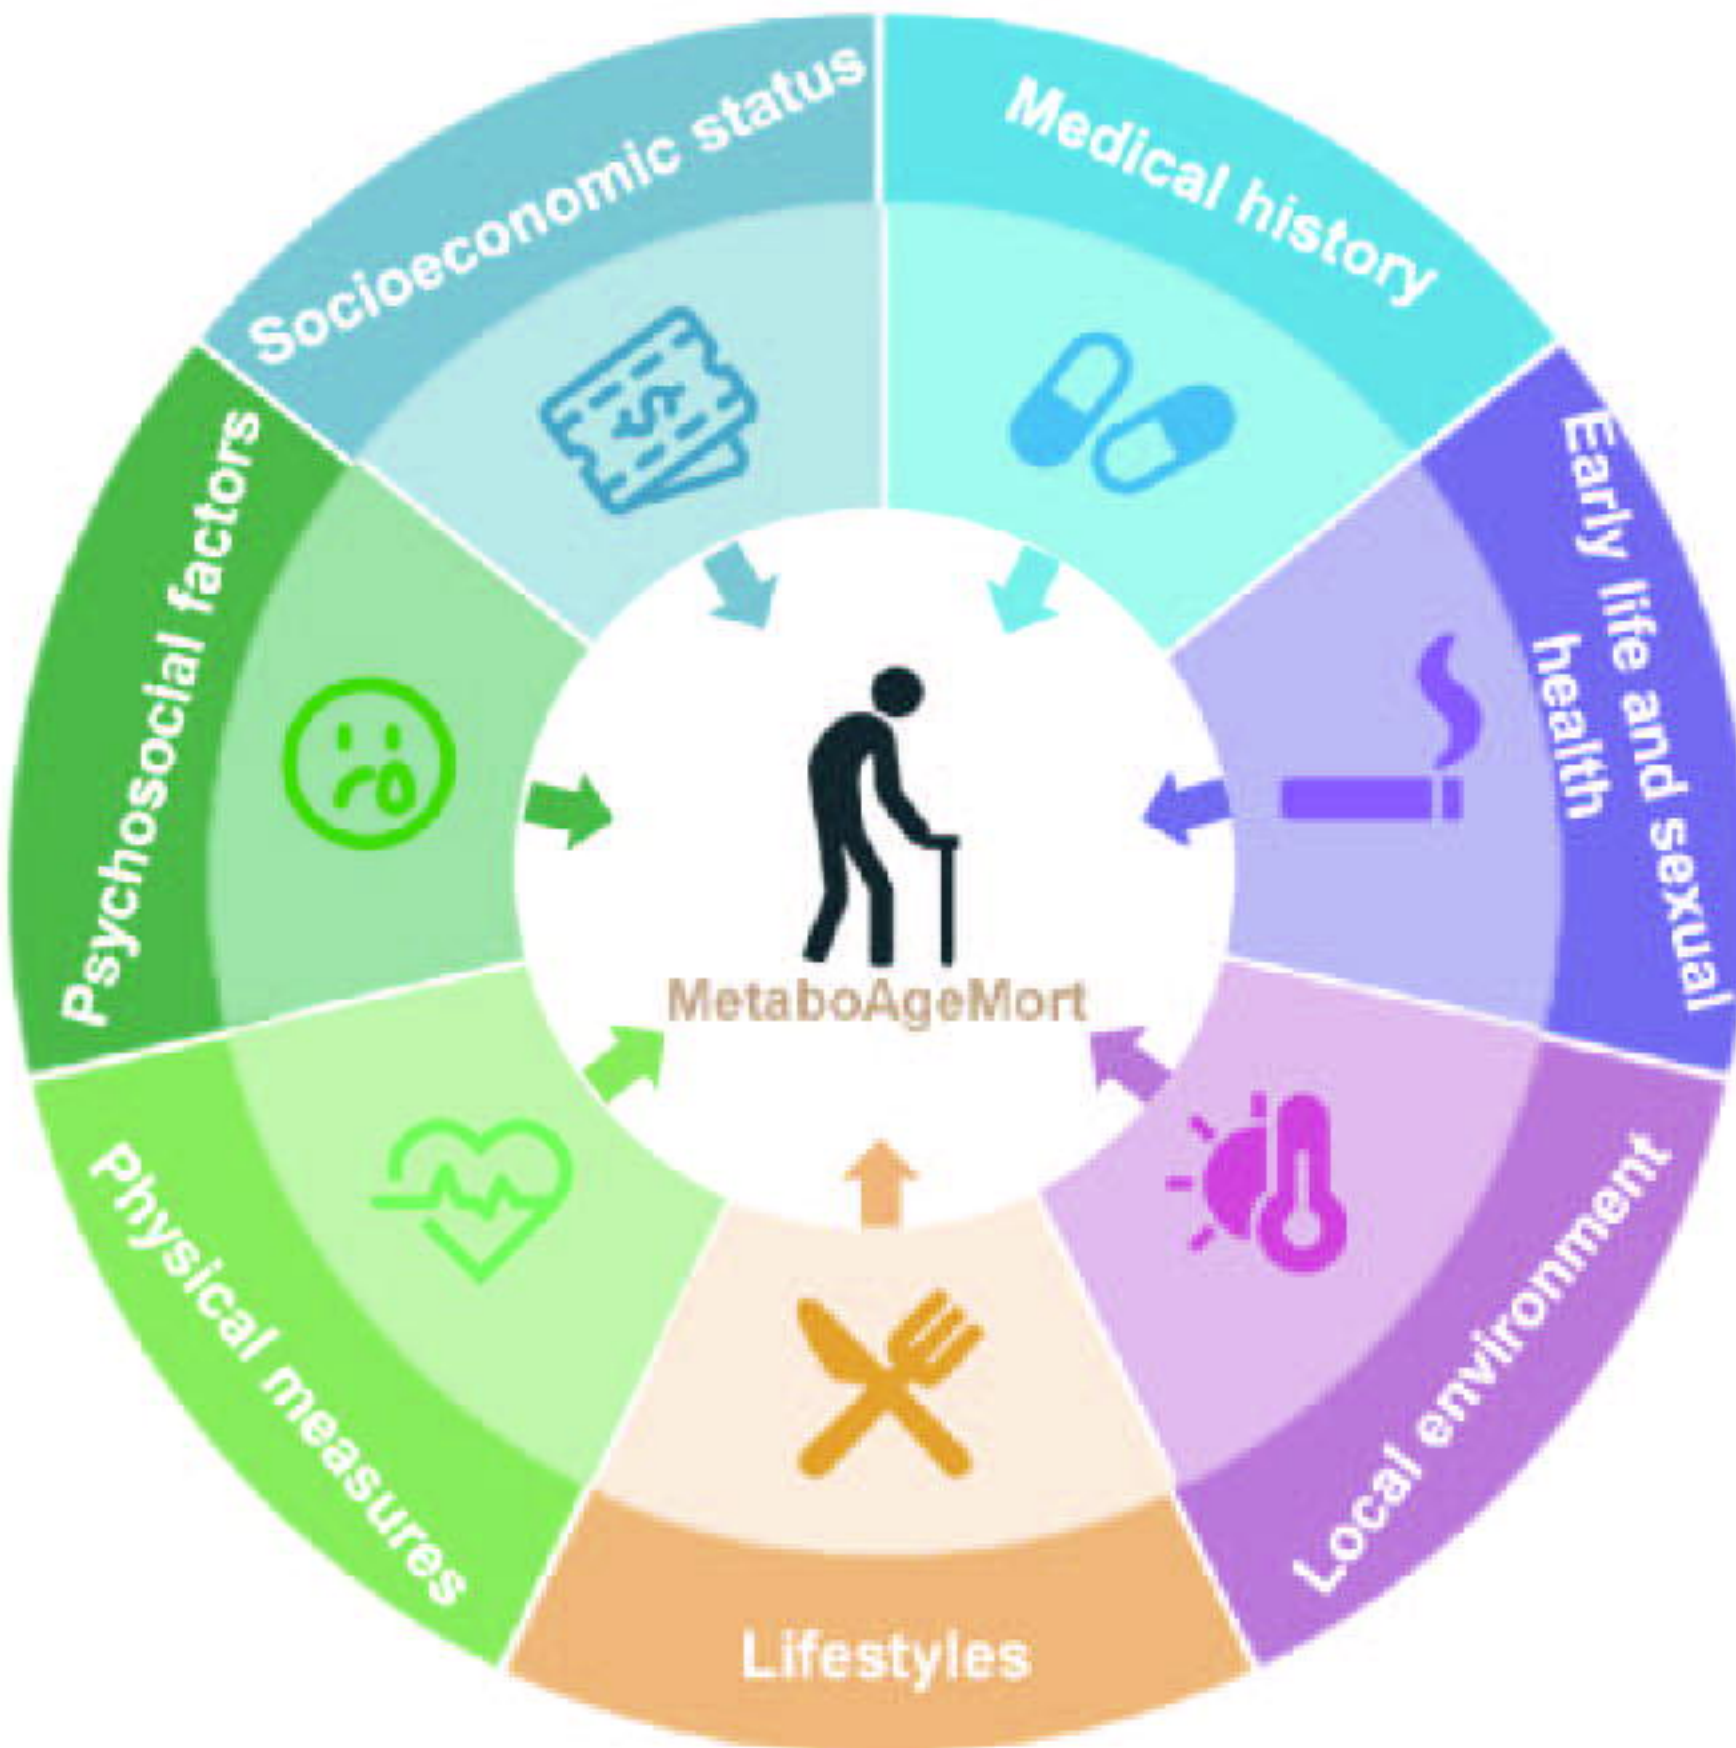 Socioeconomic status
Medical history
Early life and sexual
health
Local environment
Lifestyles
Physical measures
Psychosocial factors
MetaboAgeMort